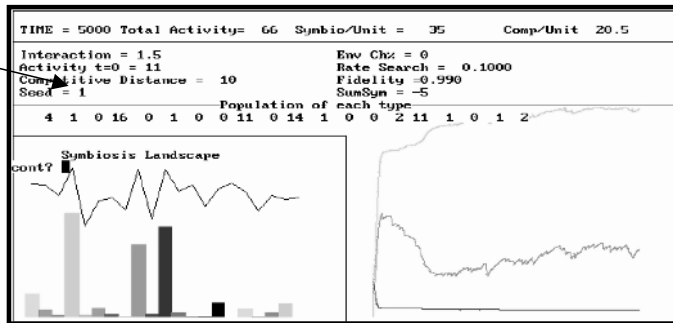 TIME = 5000 Total Activity= 66 Symbio/Unit = 35 Comp/Unit 20.5
Interaction = 1.5 Env Ch% = 0
Activity t=0 = 11 Rate Search = 0.1000
Competitive Distance = 10 Fidelity =0.990
Seed = 1 SumSym = -5
Population of each type
4 1 0 16 0 1 0 0 11 0 14 1 0 0 2 11 1 0 1 2
Symbiosis Landscape
cont?